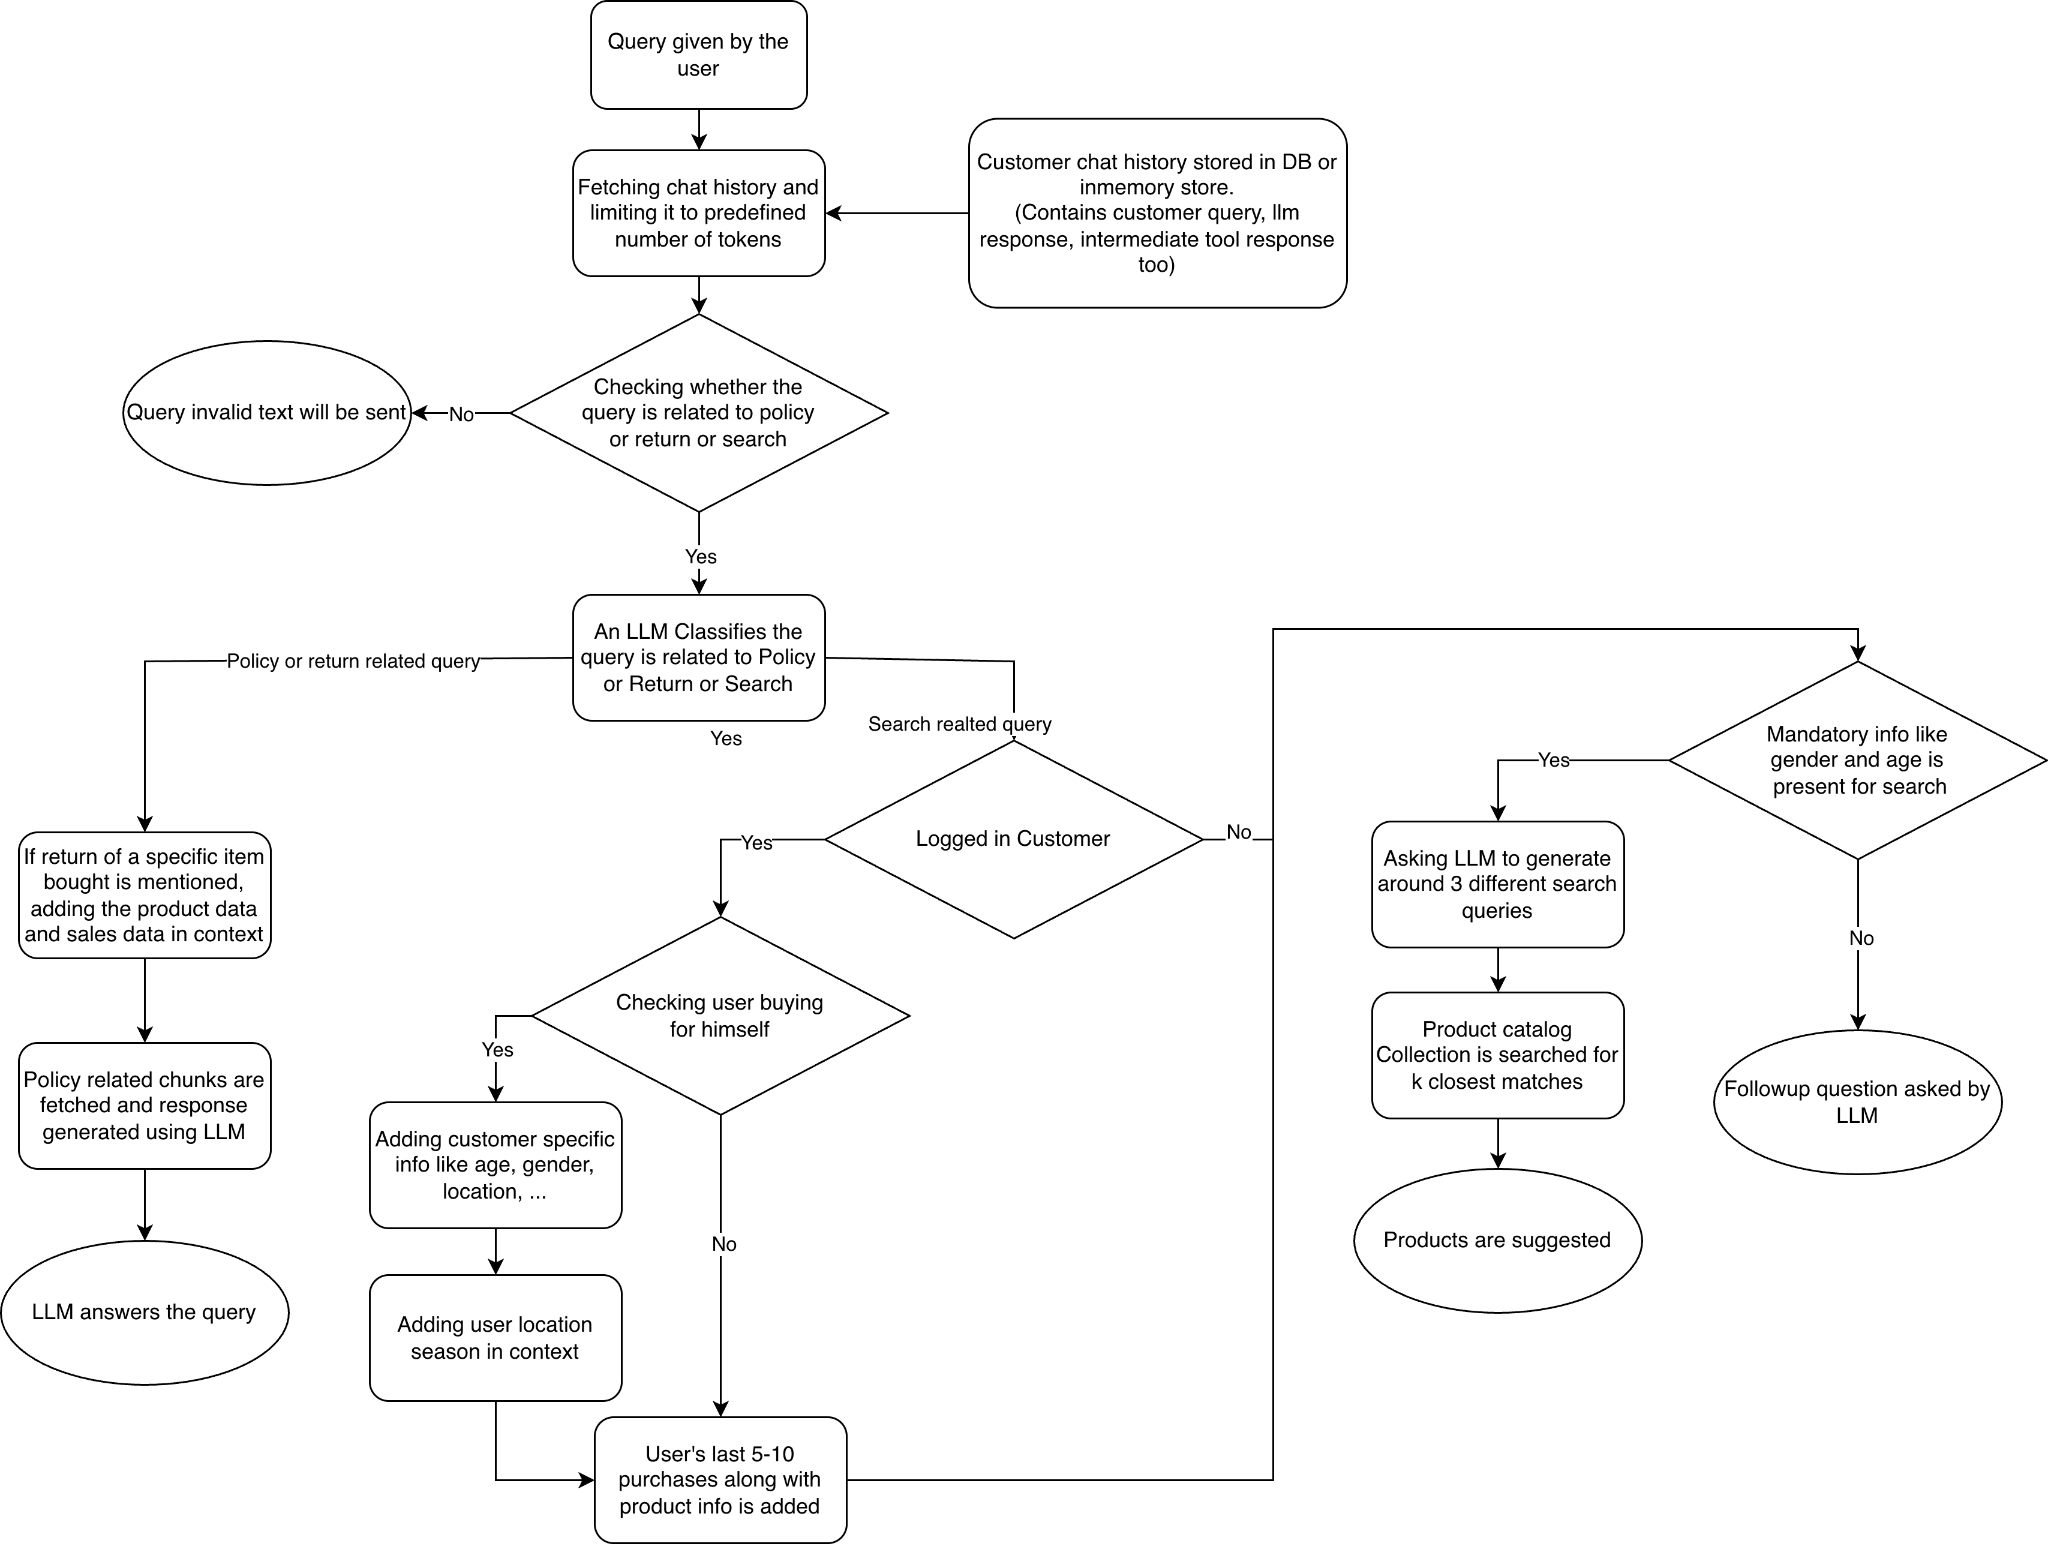 Query given by the
user
Fetching chat history and
limiting it to predefined
number of tokens
Customer chat history stored in DB or
inmemory store.
(Contains customer query, llm
response, intermediate tool response
too)
Checking whether the
query is related to policy
or return or search
No
Query invalid text will be sent
Yes
An LLM Classifies the
query is related to Policy
or Return or Search
Policy or return related query
Yes
Search realted query
If return of a specific item
bought is mentioned,
adding the product data
and sales data in context
Policy related chunks are
fetched and response
generated using LLM
LLM answers the query
Logged in Customer
Yes
No
Checking user buying
for himself
Yes
No
Adding customer specific
info like age, gender,
location, ...
Adding user location
season in context
User's last 5-10
purchases along with
product info is added
Mandatory info like
gender and age is
present for search
Yes
No
Asking LLM to generate
around 3 different search
queries
Product catalog
Collection is searched for
k closest matches
Products are suggested
Followup question asked by
LLM